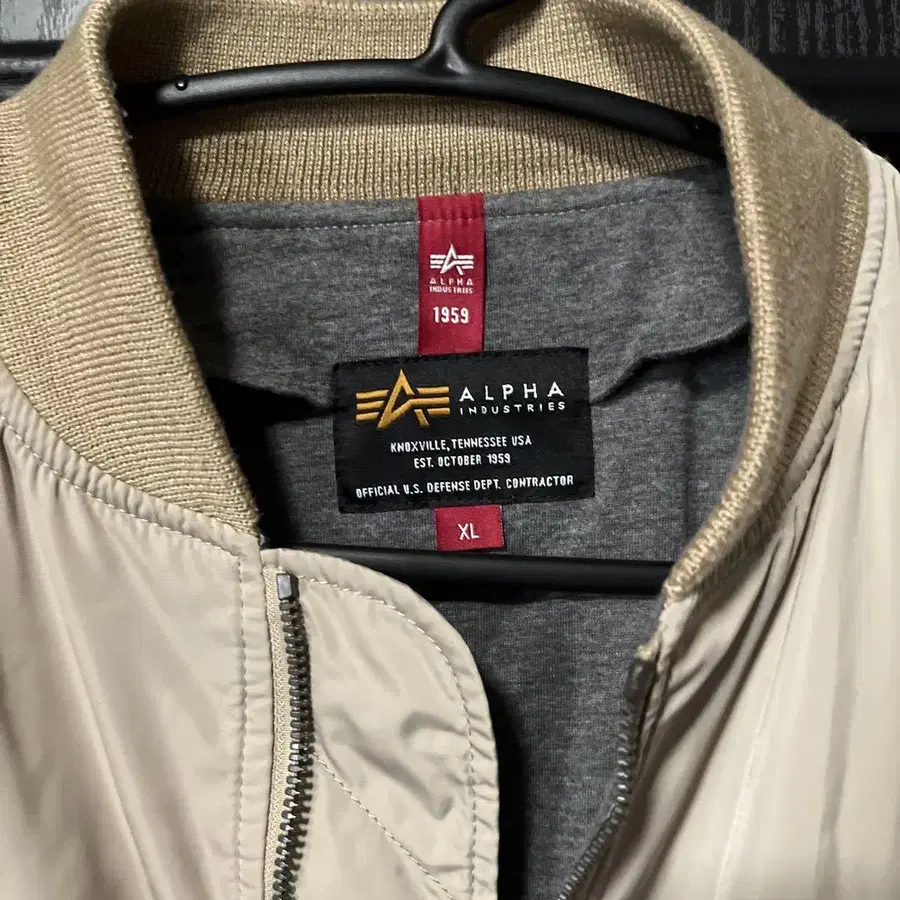 ALPHA
INDUSTRIES
1959
ALPHA
INDUSTRIES
KNOXVILLE, TENNESSEE USA
EST. OCTOBER 1959
OFFICIAL U.S. DEFENSE DEPT. CONTRACTOR
XL